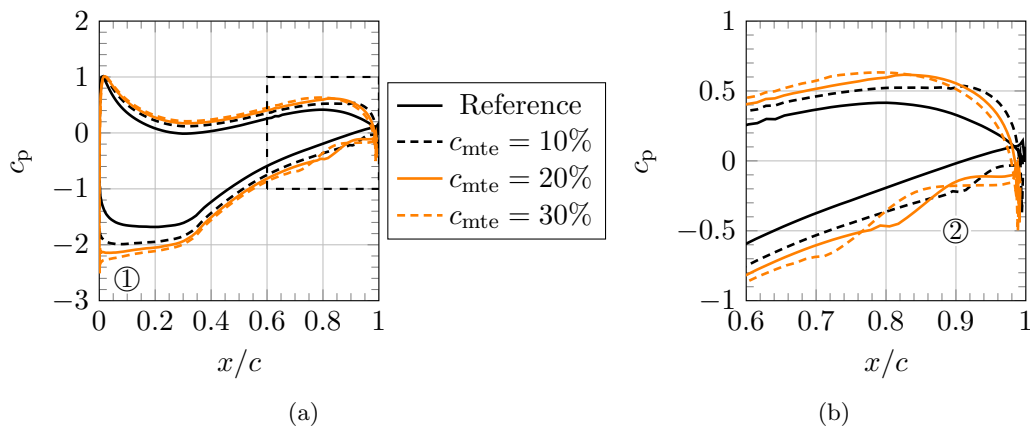 2
1
0
−1
−2
−3
c_p
0
0.2
0.4
0.6
0.8
1
x/c
①
(a)
Reference
c_mte = 10%
c_mte = 20%
c_mte = 30%
1
0.5
0
−0.5
−1
c_p
0.6
0.7
0.8
0.9
1
x/c
②
(b)